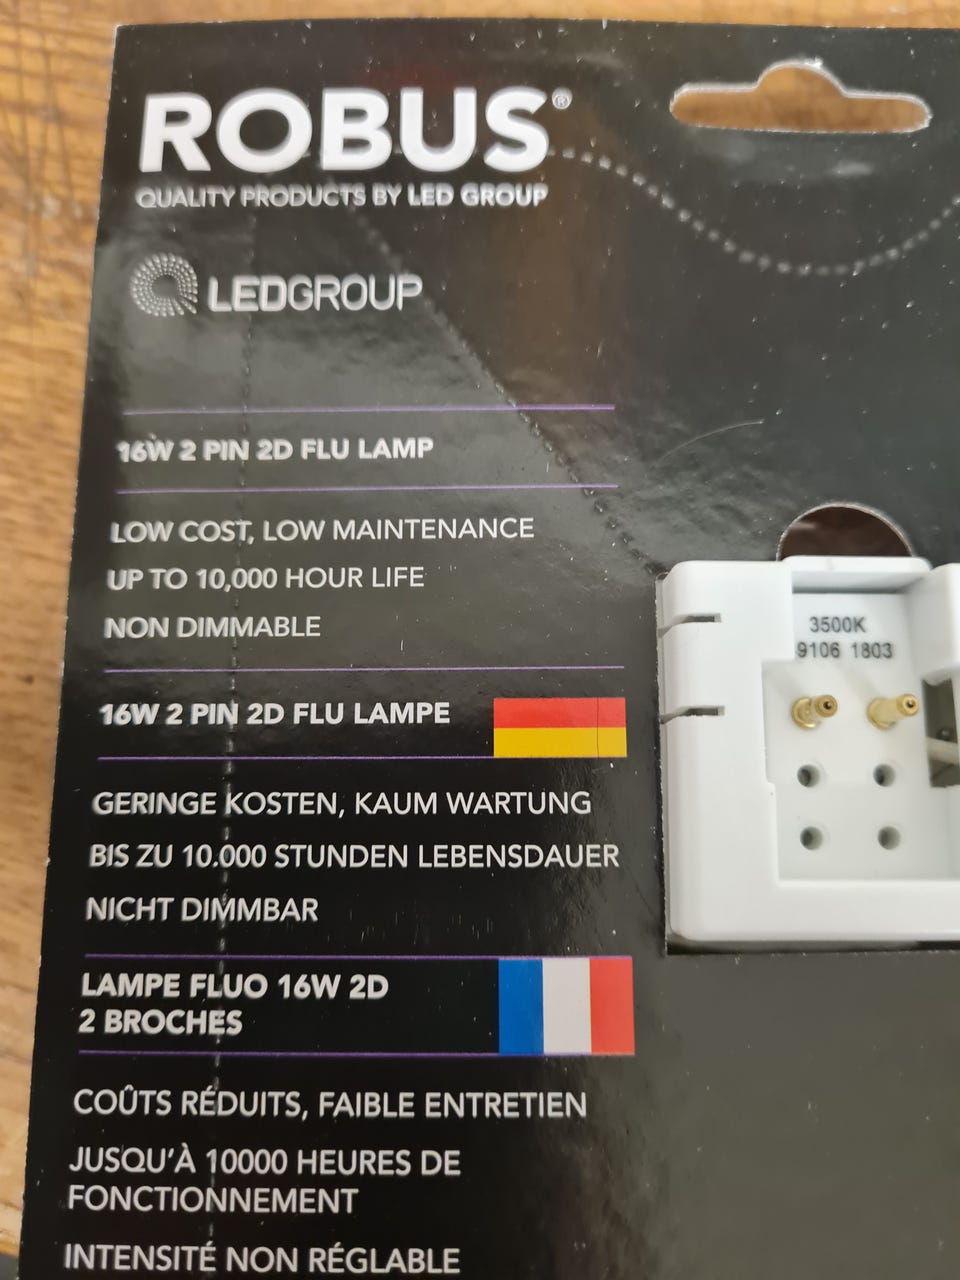 ROBUS®
QUALITY PRODUCTS BY LED GROUP
LEDGROUP
16W 2 PIN 2D FLU LAMP
LOW COST, LOW MAINTENANCE
UP TO 10,000 HOUR LIFE
NON DIMMABLE
16W 2 PIN 2D FLU LAMPE
GERINGE KOSTEN, KAUM WARTUNG
BIS ZU 10.000 STUNDEN LEBENSDAUER
NICHT DIMMBAR
LAMPE FLUO 16W 2D
2 BROCHES
COÛTS RÉDUITS, FAIBLE ENTRETIEN
JUSQU'À 10000 HEURES DE
FONCTIONNEMENT
INTENSITÉ NON RÉGLABLE
3500K
9106 1803